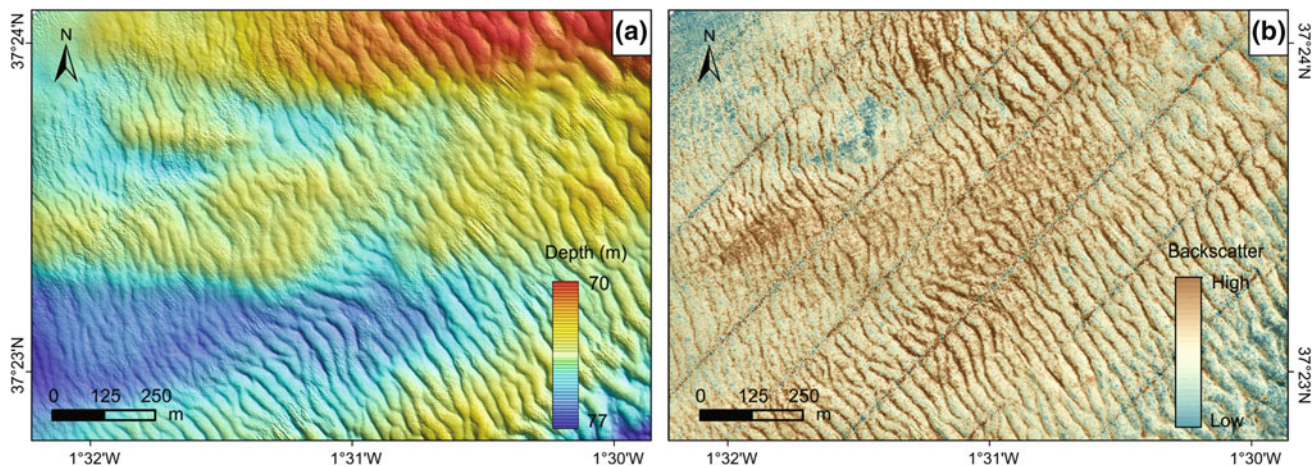 (a)
N
37°24'N
37°23'N
Depth (m)
70
77
0 125 250
m
1°32'W
1°31'W
1°30'W
(b)
N
37°24'N
37°23'N
Backscatter
High
Low
0 125 250
m
1°32'W
1°31'W
1°30'W